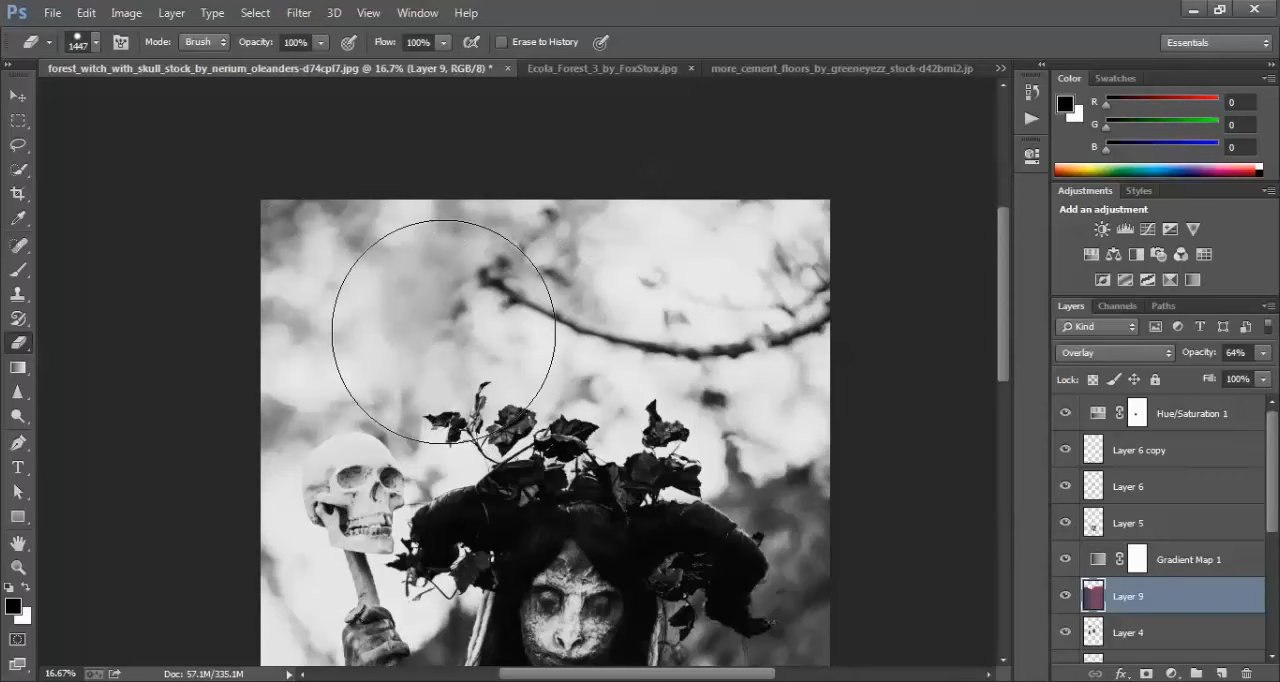 Ps File Edit Image Layer Type Select Filter 3D View Window Help
1447 Mode: Brush Opacity: 100% Flow: 100% Erase to History Essentials
forest_witch_with_skull_stock_by_nerium_oleanders-d74cpf7.jpg @ 16.7% (Layer 9, RGB/8) * × Ecola_Forest_3_by_FoxStox.jpg × more_cement_floors_by_greeneyezz_stock-d42bmi2.jp
Color Swatches
R 0
G 0
B 0
Adjustments Styles
Add an adjustment
Layers Channels Paths
Kind
Overlay Opacity: 64%
Lock: Fill: 100%
Hue/Saturation 1
Layer 6 copy
Layer 6
Layer 5
Gradient Map 1
Layer 9
Layer 4
16.67% Doc: 57.1M/335.1M